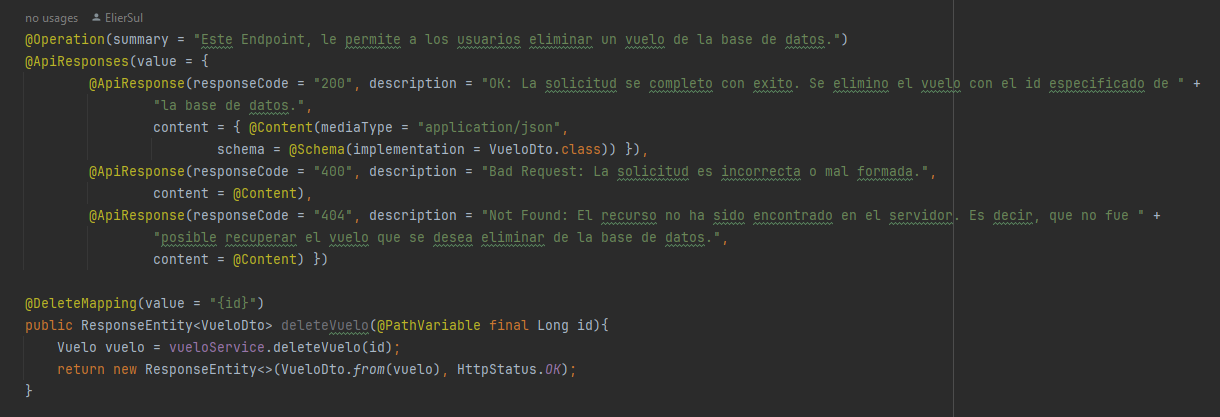 no usages ElierSul
@Operation(summary = "Este Endpoint, le permite a los usuarios eliminar un vuelo de la base de datos.")
@ApiResponses(value = {
@ApiResponse(responseCode = "200", description = "OK: La solicitud se completo con exito. Se elimino el vuelo con el id especificado de " +
"la base de datos.",
content = { @Content(mediaType = "application/json",
schema = @Schema(implementation = VueloDto.class)) }),
@ApiResponse(responseCode = "400", description = "Bad Request: La solicitud es incorrecta o mal formada.",
content = @Content),
@ApiResponse(responseCode = "404", description = "Not Found: El recurso no ha sido encontrado en el servidor. Es decir, que no fue " +
"posible recuperar el vuelo que se desea eliminar de la base de datos.",
content = @Content) })
@DeleteMapping(value = "{id}")
public ResponseEntity<VueloDto> deleteVuelo(@PathVariable final Long id){
Vuelo vuelo = vueloService.deleteVuelo(id);
return new ResponseEntity<>(VueloDto.from(vuelo), HttpStatus.OK);
}